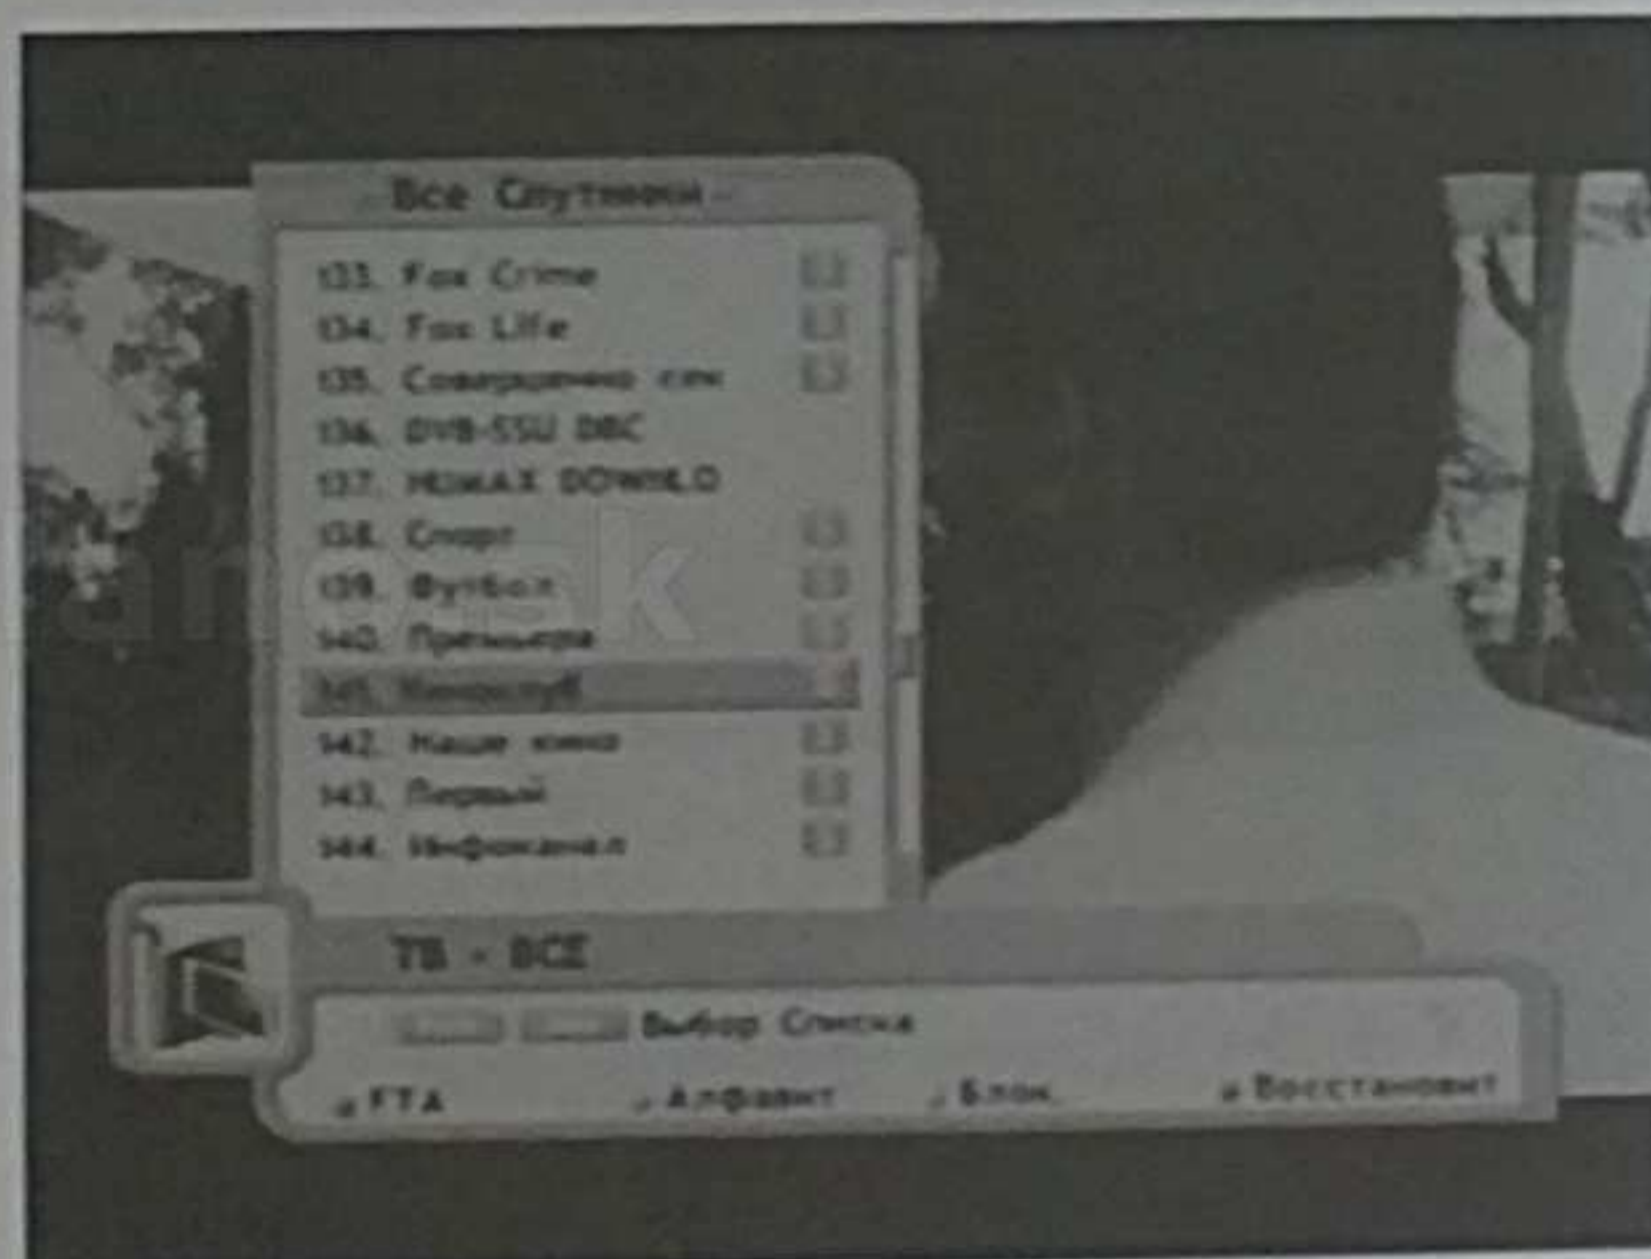 Все Спутники
133. Fox Crime
134. Fox Life
135. Совершенно сек
136. DVB-SSU DBC
137. HUMAX DOWNLO
138. Спорт
139. Футбол
140. Премьера
141. Киноклуб
142. Наше кино
143. Первый
144. Инфоканал
ТВ - ВСЕ
Выбор Списка
FTA Алфавит Блок. Восстановит